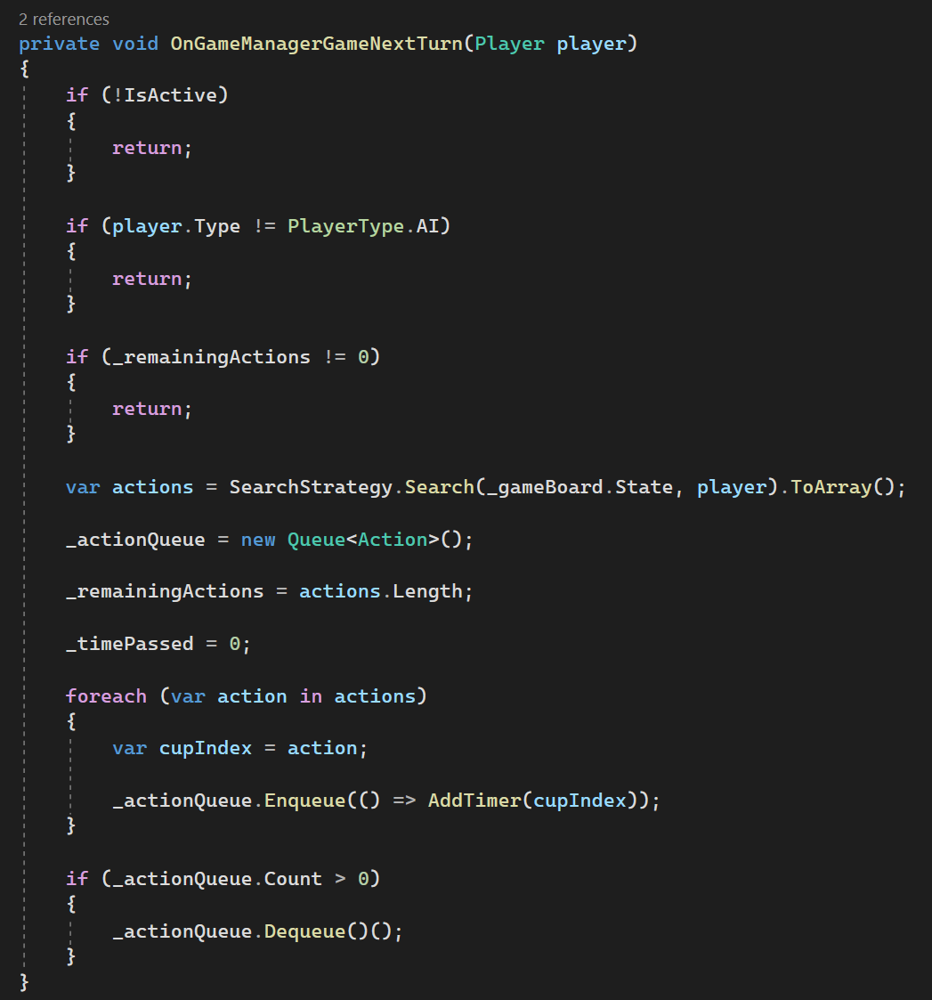 2 references
private void OnGameManagerGameNextTurn(Player player)
{
    if (!IsActive)
    {
        return;
    }

    if (player.Type != PlayerType.AI)
    {
        return;
    }

    if (_remainingActions != 0)
    {
        return;
    }

    var actions = SearchStrategy.Search(_gameBoard.State, player).ToArray();

    _actionQueue = new Queue<Action>();

    _remainingActions = actions.Length;

    _timePassed = 0;

    foreach (var action in actions)
    {
        var cupIndex = action;

        _actionQueue.Enqueue(() => AddTimer(cupIndex));
    }

    if (_actionQueue.Count > 0)
    {
        _actionQueue.Dequeue()();
    }
}